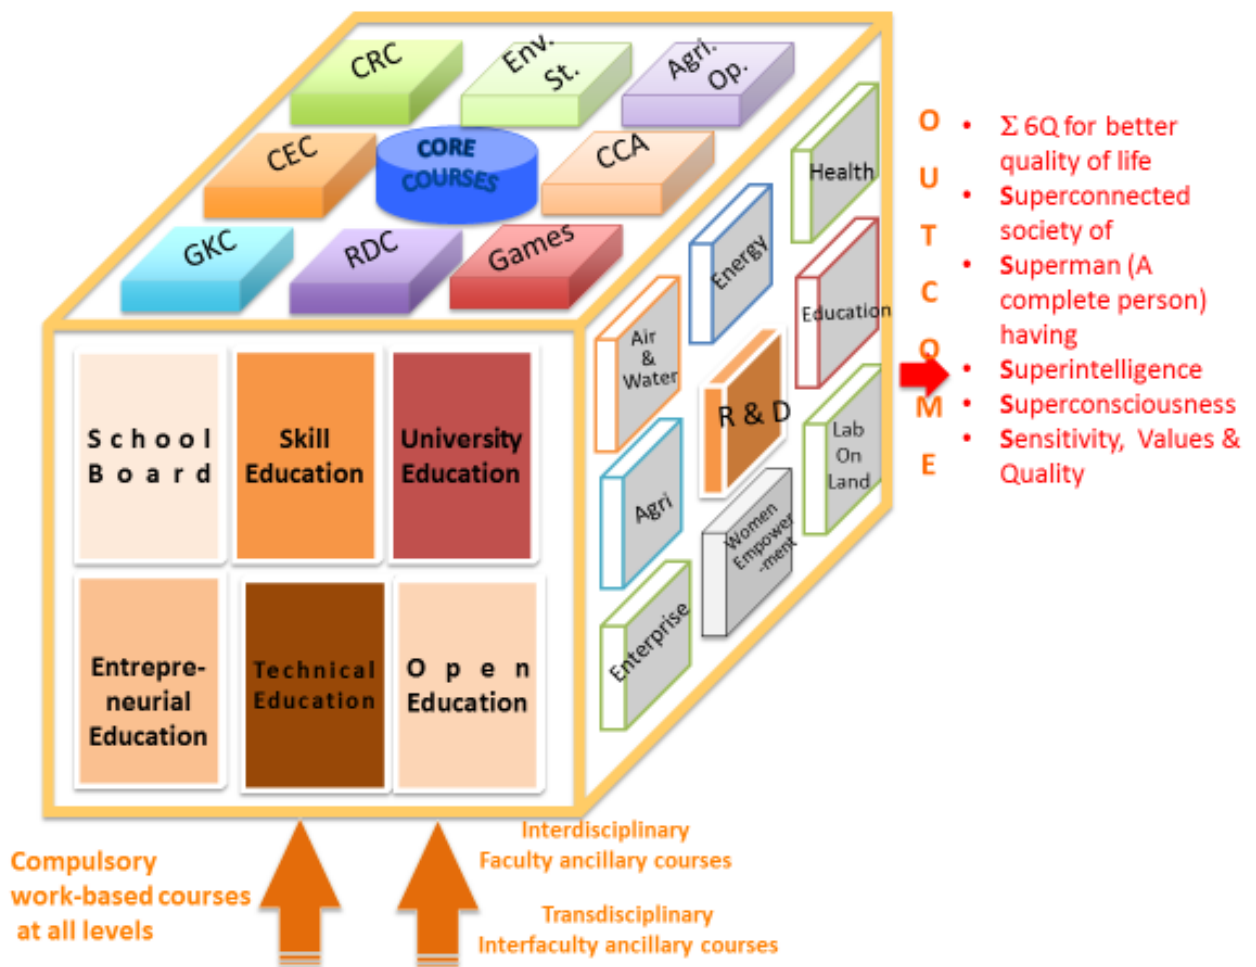 CRC
Env.
St.
Agri.
Op.
CEC
CORE
COURSES
CCA
GKC
RDC
Games
School
Board
Skill
Education
University
Education
Entrepre-
neurial
Education
Technical
Education
Open
Education
Health
Energy
Education
Air
&
Water
R & D
Lab
On
Land
Agri
Women
Empower
-ment
Enterprise
OUTCOME
• Σ 6Q for better
quality of life
• Superconnected
society of
• Superman (A
complete person)
having
• Superintelligence
• Superconsciousness
• Sensitivity, Values &
Quality
Compulsory
work-based courses
at all levels
Interdisciplinary
Faculty ancillary courses
Transdisciplinary
Interfaculty ancillary courses